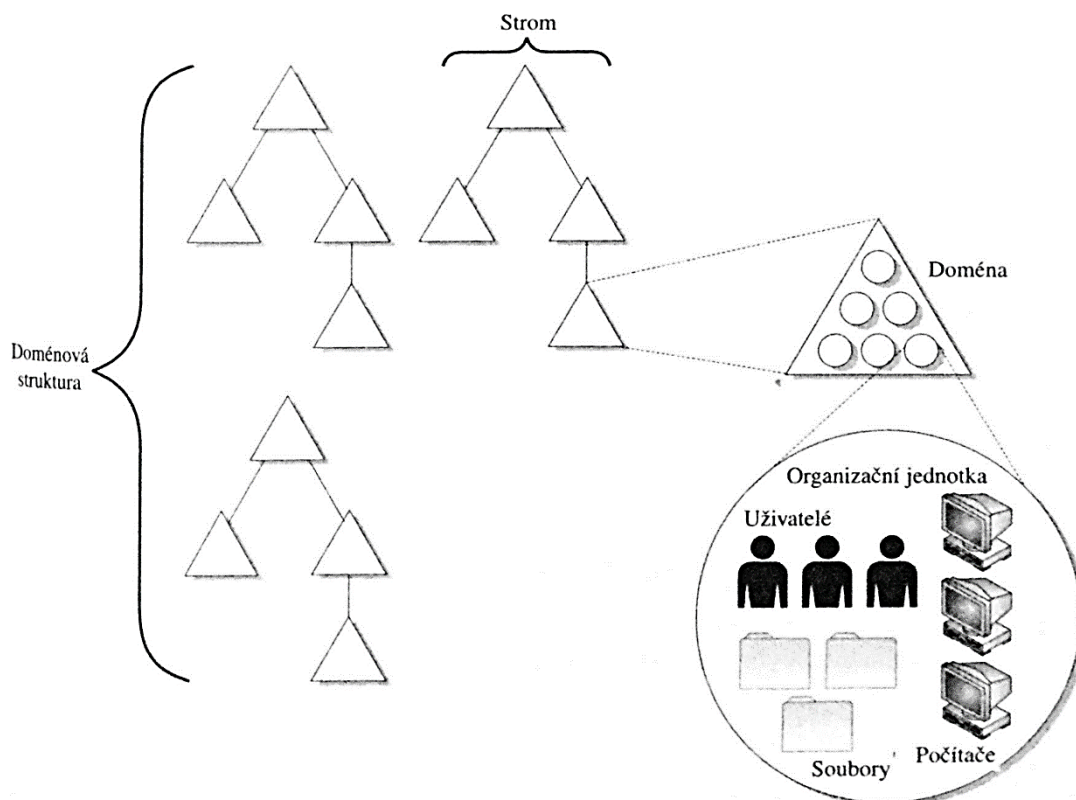 Strom
Doména
Doménová
struktura
Organizační jednotka
Uživatelé
Soubory
Počítače